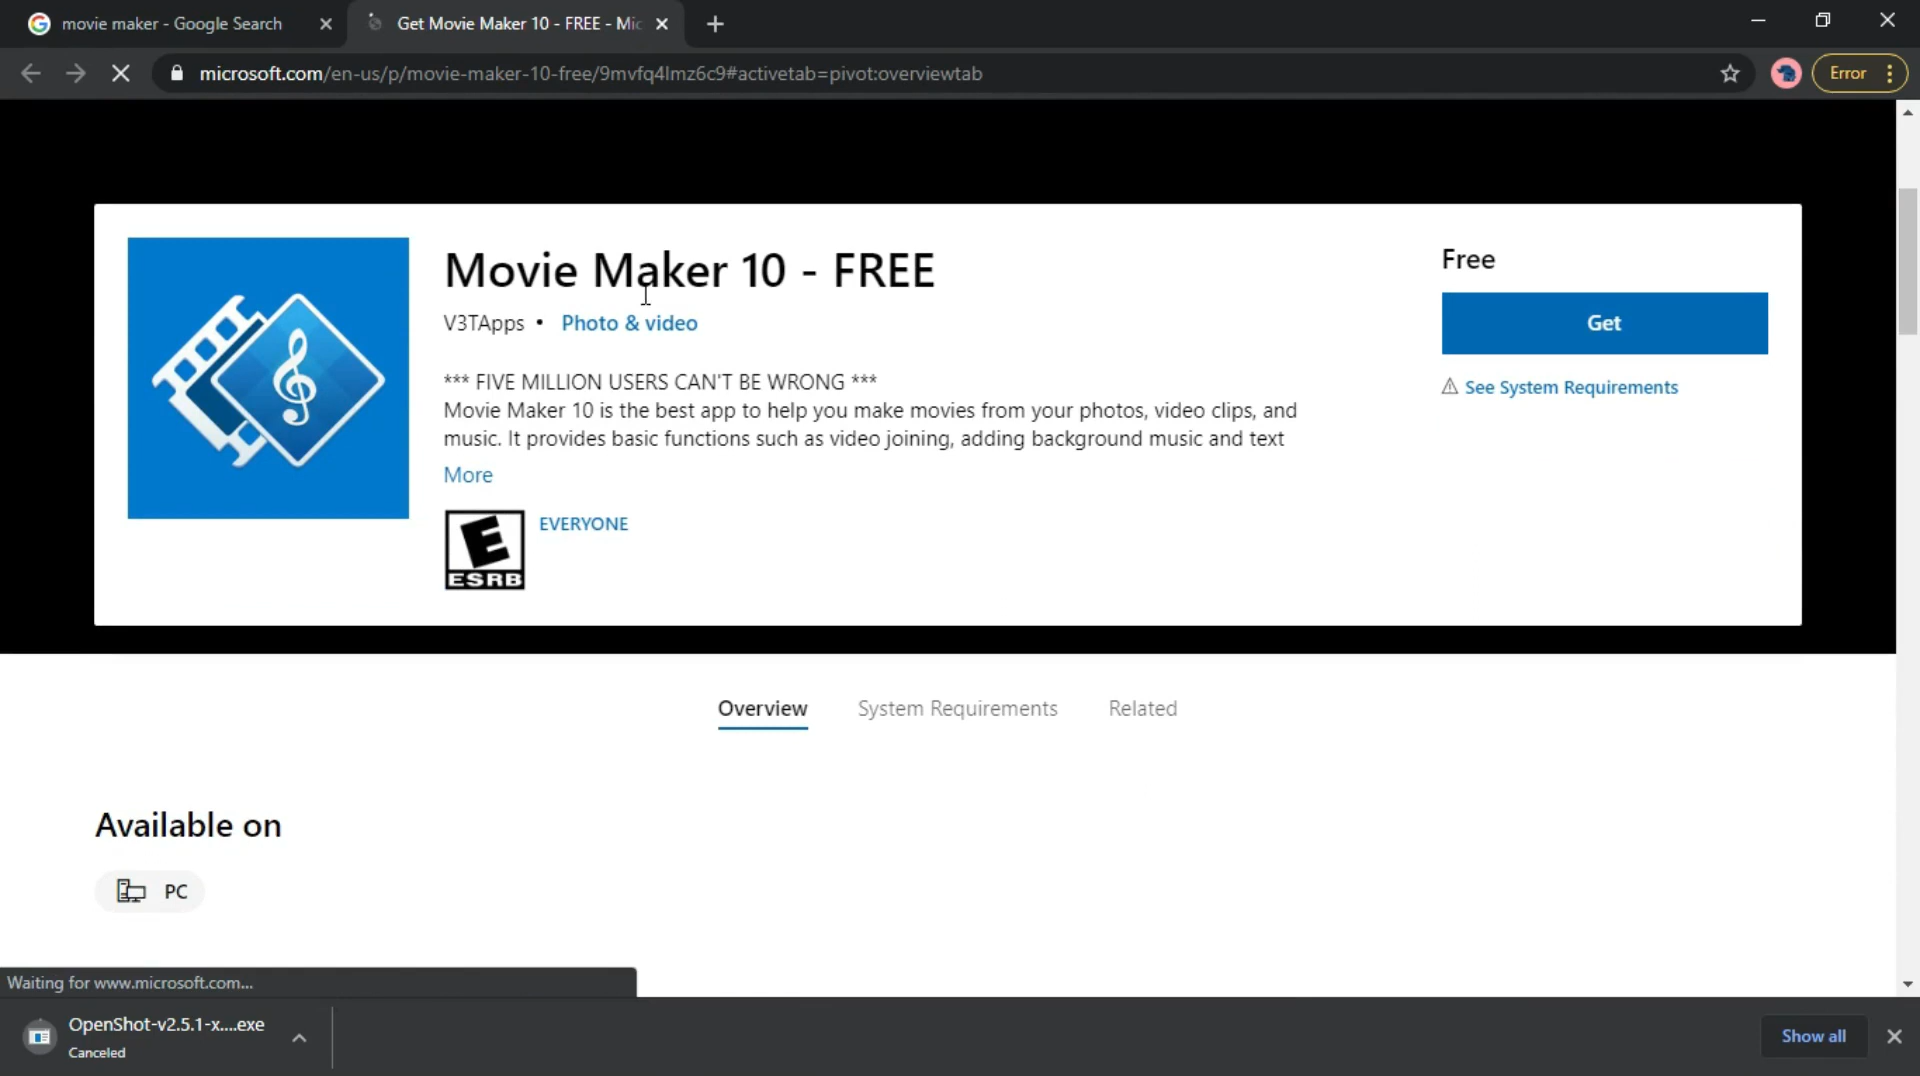 movie maker - Google Search
Get Movie Maker 10 - FREE - Mic
microsoft.com/en-us/p/movie-maker-10-free/9mvfq4lmz6c9#activetab=pivot:overviewtab
Error
Movie Maker 10 - FREE
V3TApps • Photo & video
*** FIVE MILLION USERS CAN'T BE WRONG ***
Movie Maker 10 is the best app to help you make movies from your photos, video clips, and
music. It provides basic functions such as video joining, adding background music and text
More
E
ESRB
EVERYONE
Free
Get
See System Requirements
Overview
System Requirements
Related
Available on
PC
Waiting for www.microsoft.com...
OpenShot-v2.5.1-x....exe
Canceled
Show all